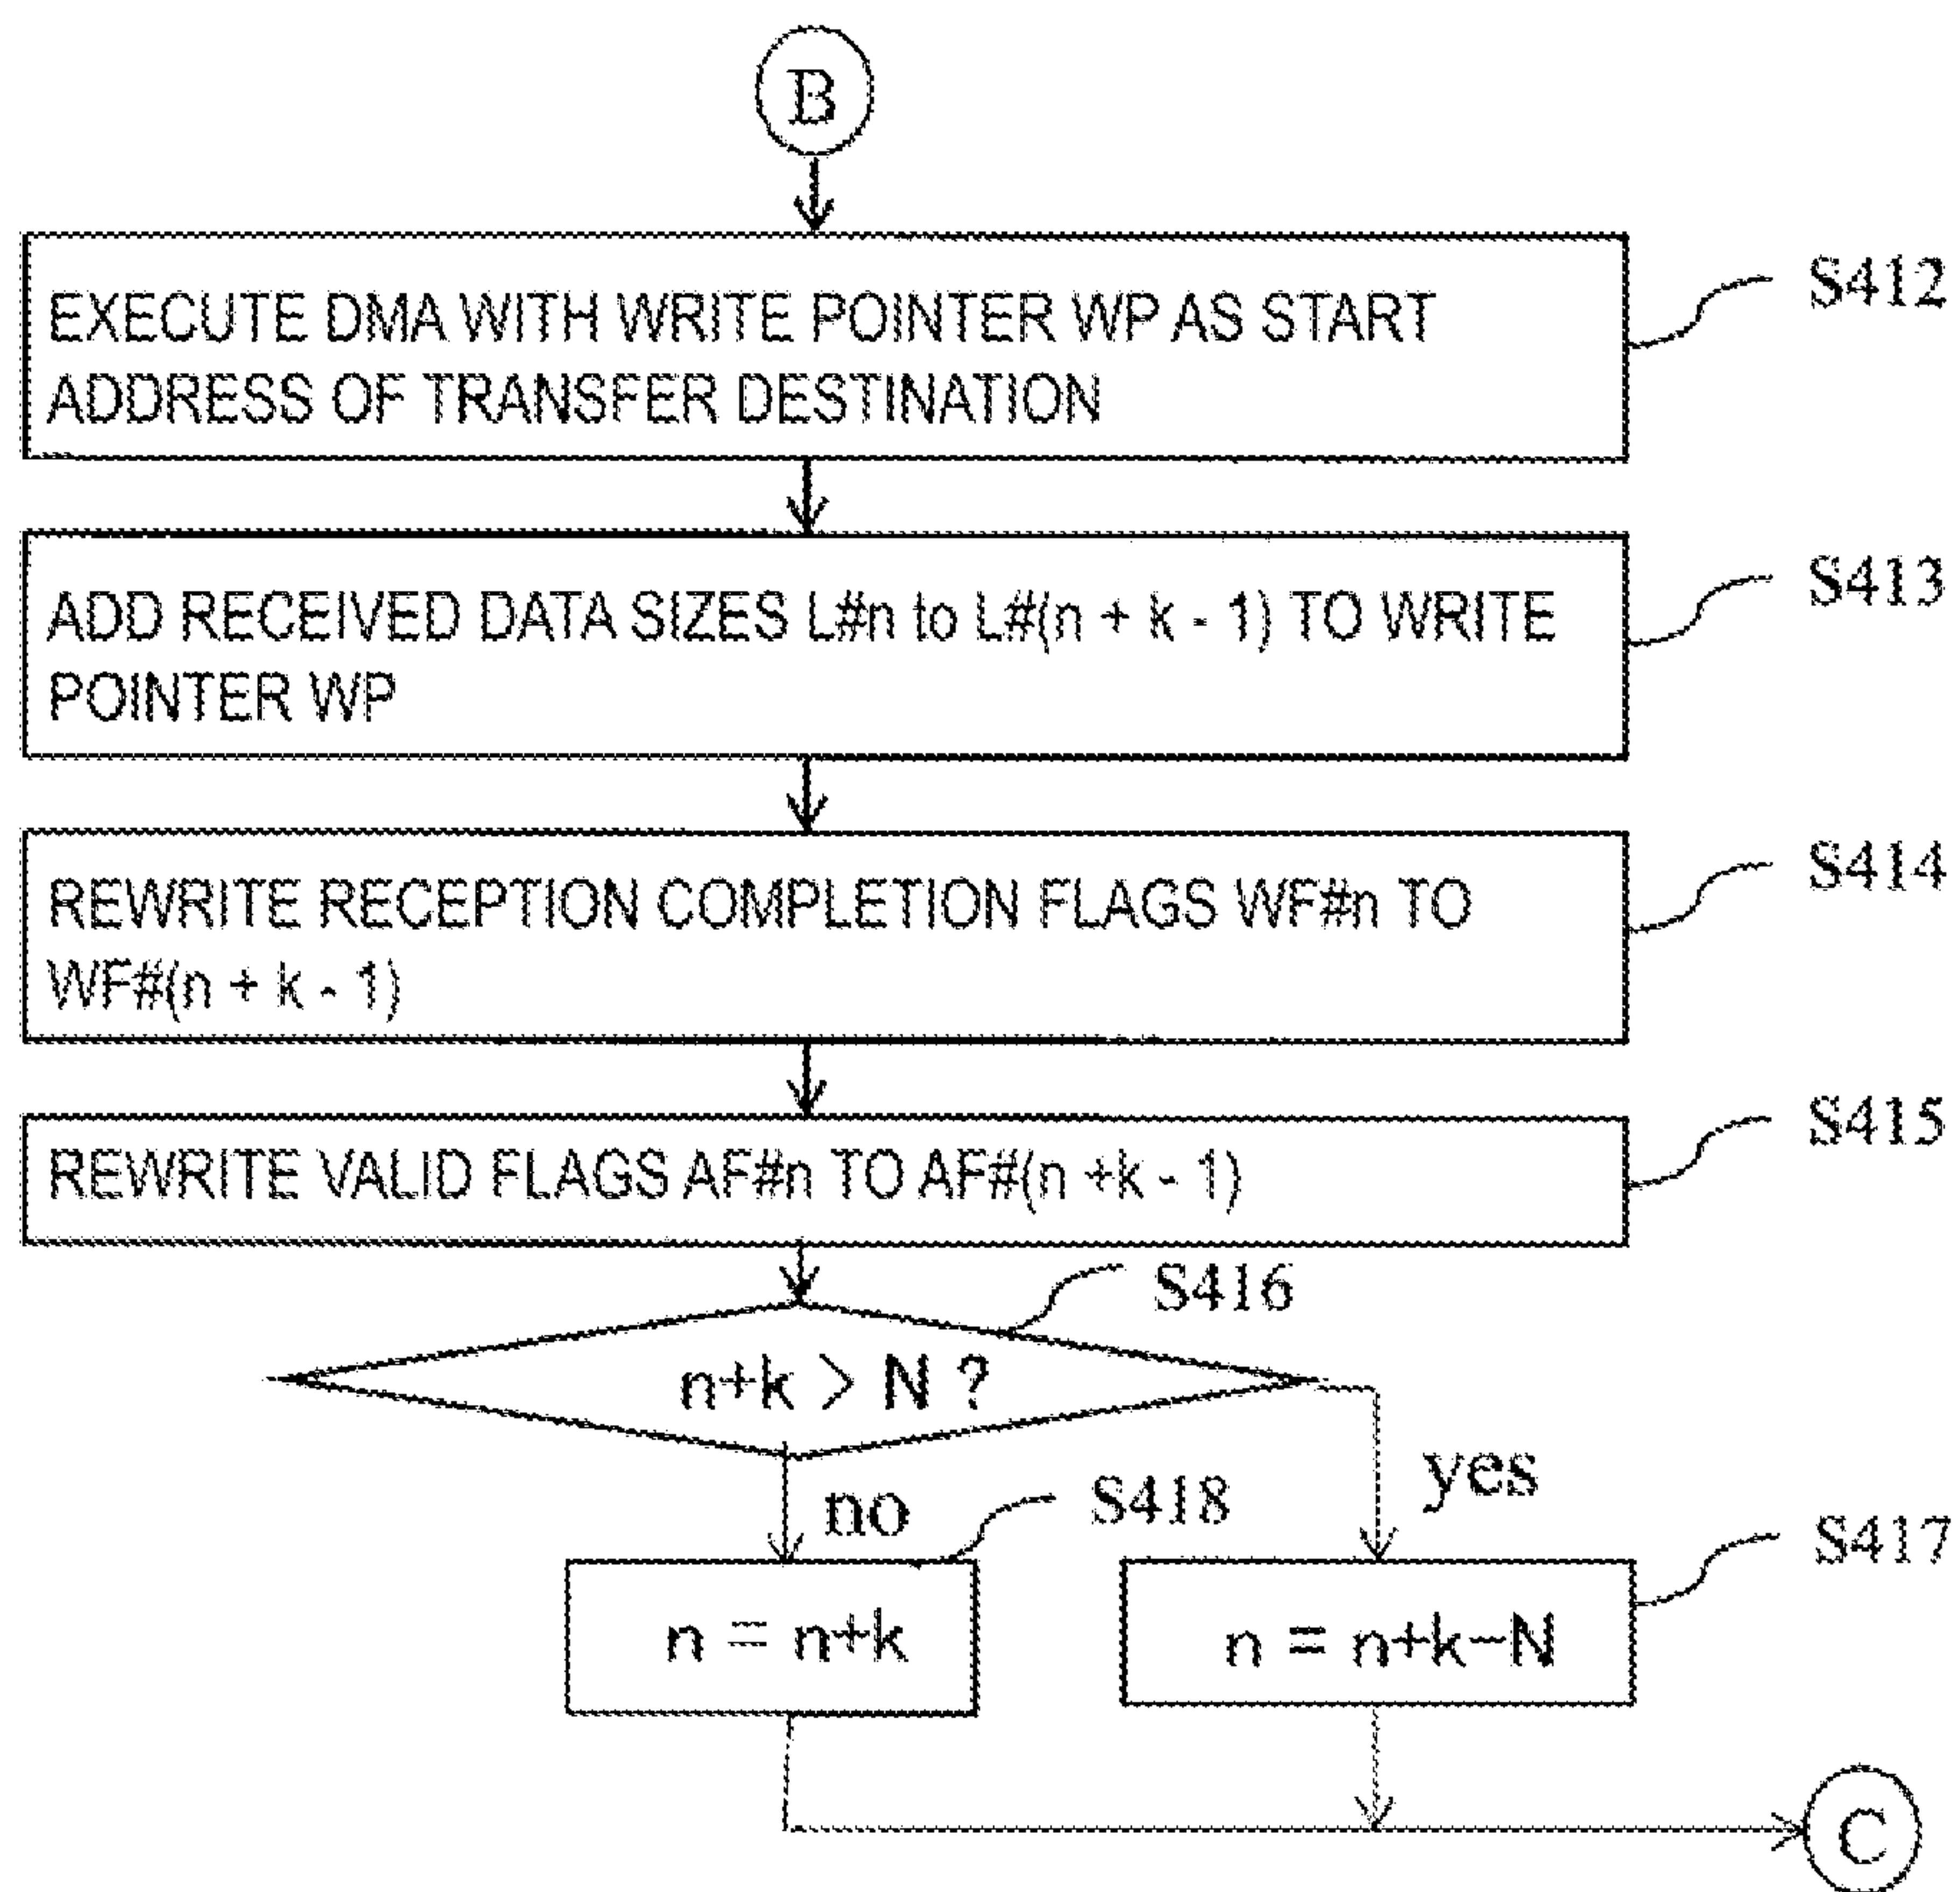 B
EXECUTE DMA WITH WRITE POINTER WP AS START
ADDRESS OF TRANSFER DESTINATION
S412
ADD RECEIVED DATA SIZES L#n to L#(n + k - 1) TO WRITE
POINTER WP
S413
REWRITE RECEPTION COMPLETION FLAGS WF#n TO
WF#(n + k - 1)
S414
REWRITE VALID FLAGS AF#n TO AF#(n +k - 1)
S415
S416
n+k > N ?
no
yes
S418
S417
n = n+k
n = n+k−N
C